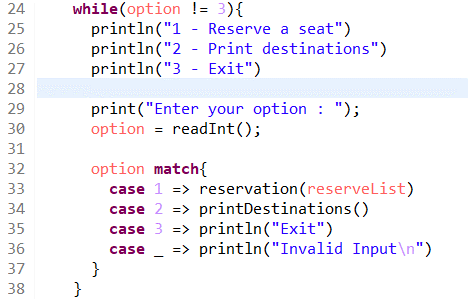 24 while(option != 3){
25 println("1 - Reserve a seat")
26 println("2 - Print destinations")
27 println("3 - Exit")
28
29 print("Enter your option : ");
30 option = readInt();
31
32 option match{
33 case 1 => reservation(reserveList)
34 case 2 => printDestinations()
35 case 3 => println("Exit")
36 case _ => println("Invalid Input\n")
37 }
38 }